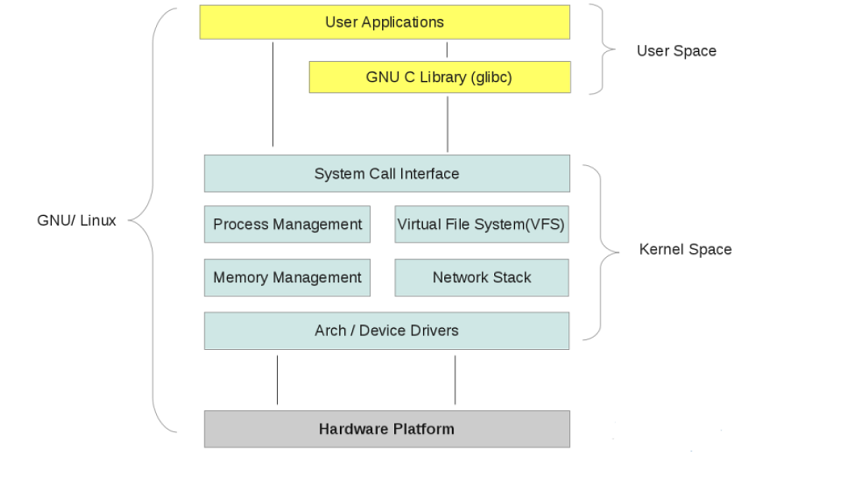 User Applications
User Space
GNU C Library (glibc)
System Call Interface
GNU/ Linux
Process Management
Virtual File System(VFS)
Kernel Space
Memory Management
Network Stack
Arch / Device Drivers
Hardware Platform